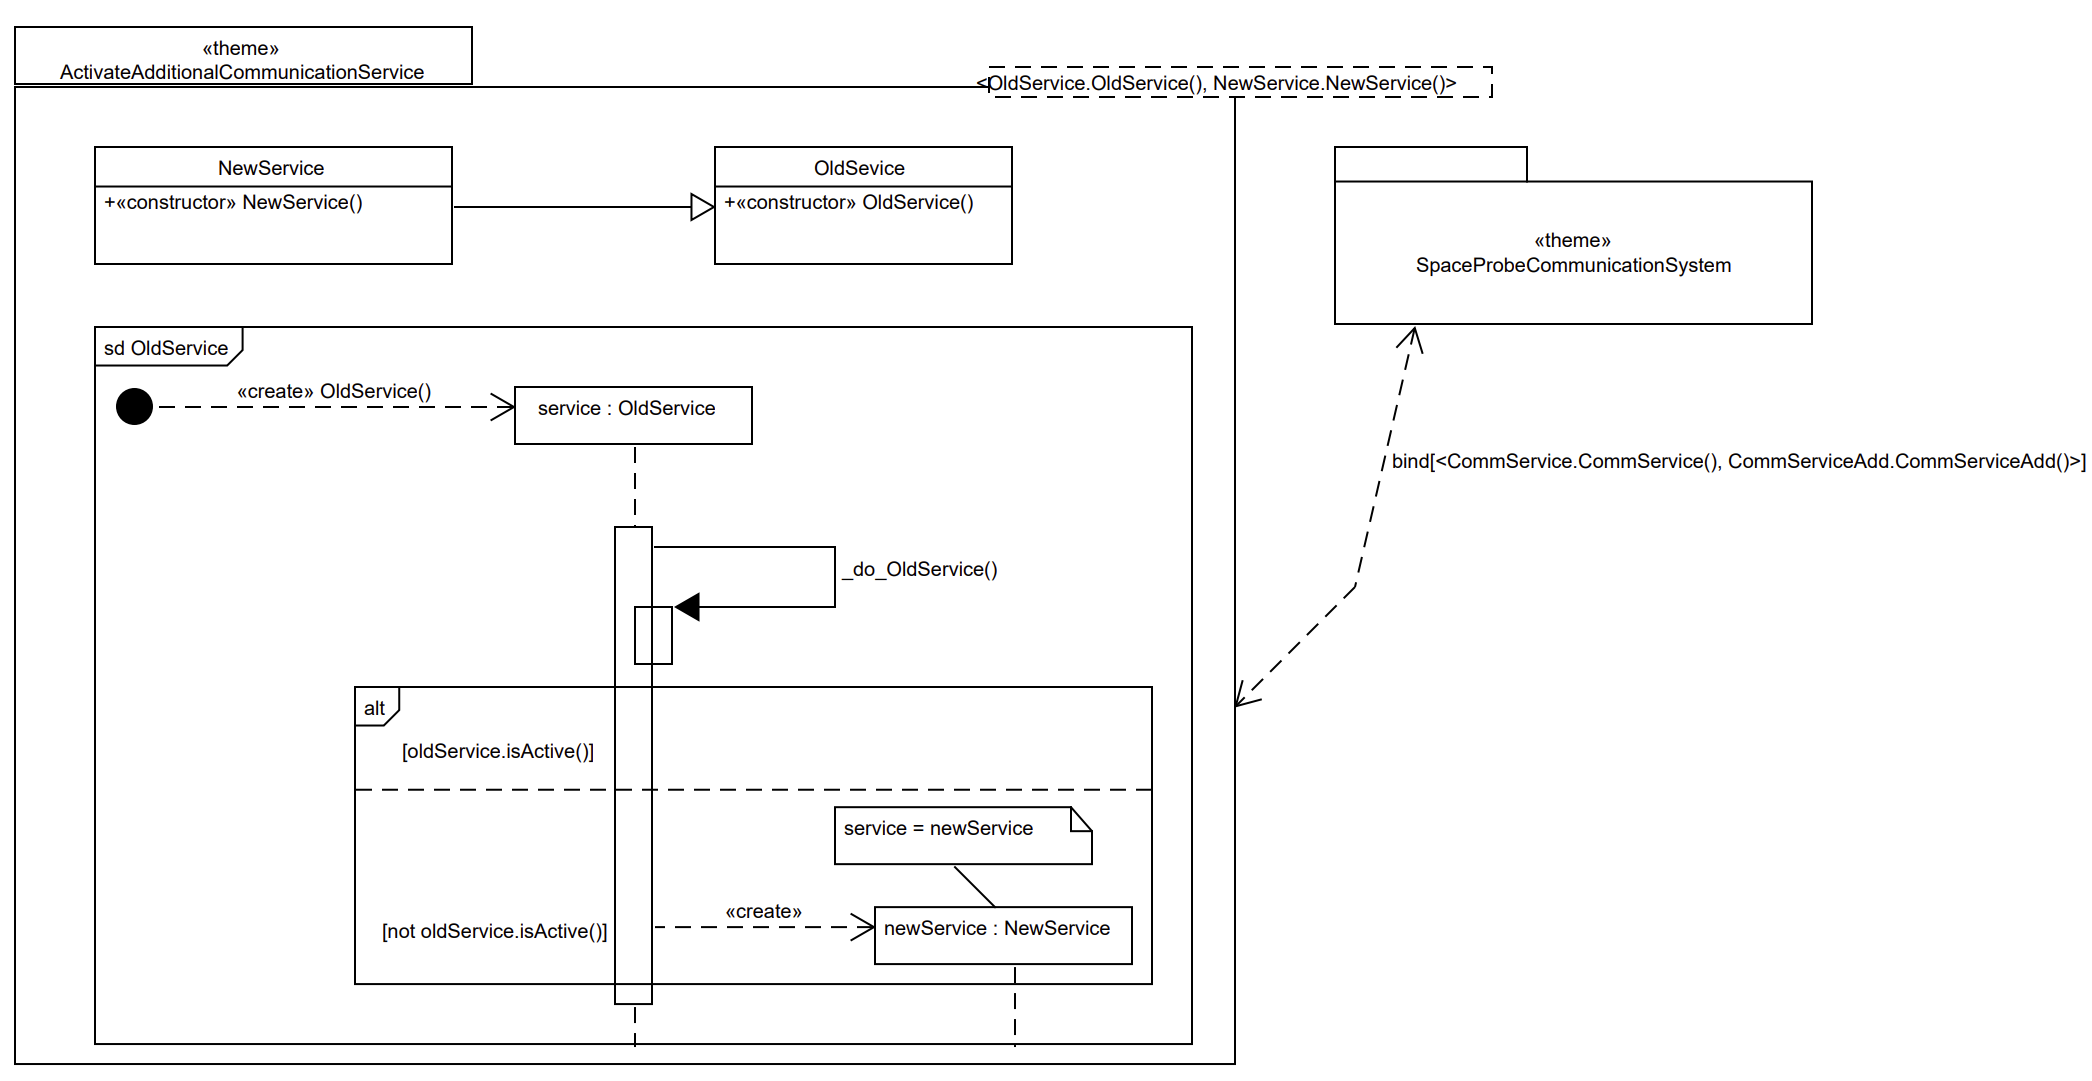 «theme»
ActivateAdditionalCommunicationService
<OldService.OldService(), NewService.NewService()>
NewService
+«constructor» NewService()
OldSevice
+«constructor» OldService()
«theme»
SpaceProbeCommunicationSystem
sd OldService
«create» OldService()
service : OldService
bind[<CommService.CommService(), CommServiceAdd.CommServiceAdd()>]
_do_OldService()
alt
[oldService.isActive()]
service = newService
«create»
[not oldService.isActive()]
newService : NewService